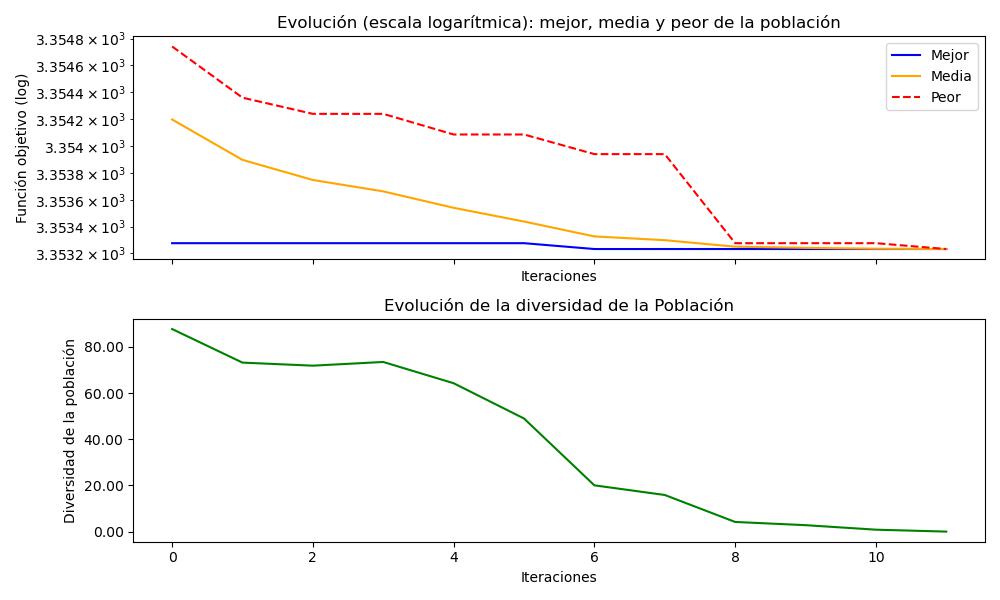 Evolución (escala logarítmica): mejor, media y peor de la población
3.3548 × 10³
3.3546 × 10³
3.3544 × 10³
3.3542 × 10³
3.354 × 10³
3.3538 × 10³
3.3536 × 10³
3.3534 × 10³
3.3532 × 10³
Función objetivo (log)
Mejor
Media
Peor
Iteraciones
Evolución de la diversidad de la Población
80.00
60.00
40.00
20.00
0.00
Diversidad de la población
0 2 4 6 8 10
Iteraciones